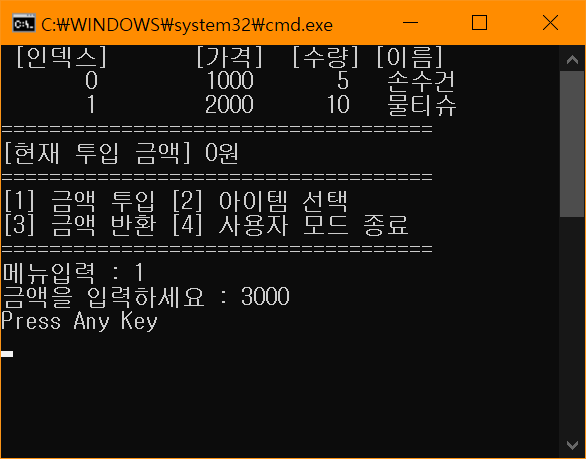 C:₩WINDOWS₩system32₩cmd.exe
[인덱스] [가격] [수량] [이름]
0 1000 5 손수건
1 2000 10 물티슈
====================================
[현재 투입 금액] 0원
====================================
[1] 금액 투입 [2] 아이템 선택
[3] 금액 반환 [4] 사용자 모드 종료
====================================
메뉴입력 : 1
금액을 입력하세요 : 3000
Press Any Key